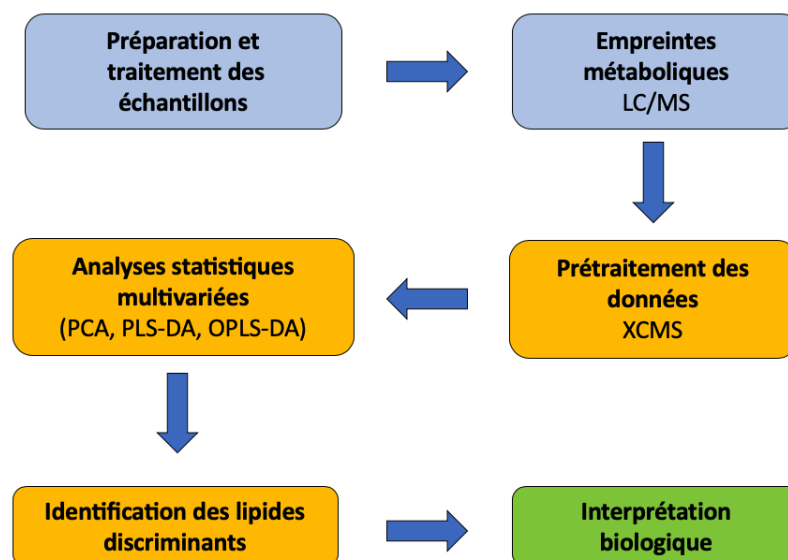 Préparation et
traitement des
échantillons
Empreintes
métaboliques
LC/MS
Prétraitement des
données
XCMS
Analyses statistiques
multivariées
(PCA, PLS-DA, OPLS-DA)
Identification des lipides
discriminants
Interprétation
biologique